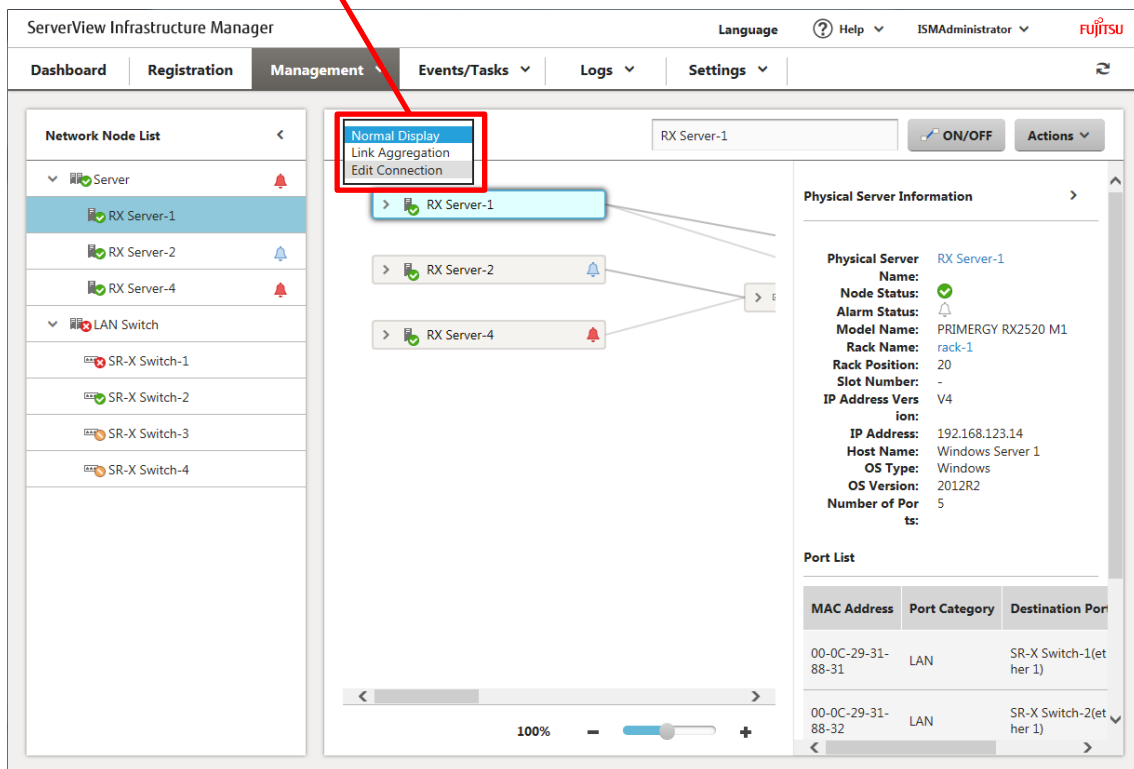 ServerView Infrastructure Manager
Language
Help
ISMAdministrator
FUJITSU
Dashboard
Registration
Management
Events/Tasks
Logs
Settings
Network Node List
Server
RX Server-1
RX Server-2
RX Server-4
LAN Switch
SR-X Switch-1
SR-X Switch-2
SR-X Switch-3
SR-X Switch-4
Normal Display
Link Aggregation
Edit Connection
RX Server-1
ON/OFF
Actions
RX Server-1
RX Server-2
RX Server-4
100%
Physical Server Information
Physical Server RX Server-1
Name:
Node Status:
Alarm Status:
Model Name: PRIMERGY RX2520 M1
Rack Name: rack-1
Rack Position: 20
Slot Number: -
IP Address Vers V4
ion:
IP Address: 192.168.123.14
Host Name: Windows Server 1
OS Type: Windows
OS Version: 2012R2
Number of Por 5
ts:
Port List
MAC Address Port Category Destination Por
00-0C-29-31- LAN SR-X Switch-1(et
88-31 her 1)
00-0C-29-31- LAN SR-X Switch-2(et
88-32 her 1)